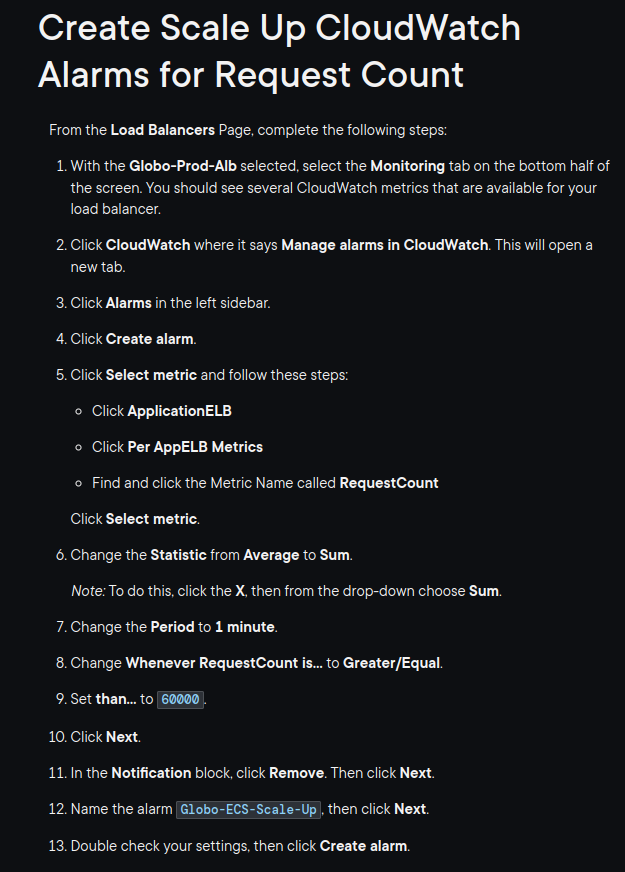 Create Scale Up CloudWatch
Alarms for Request Count
From the Load Balancers Page, complete the following steps:
1. With the Globo-Prod-Alb selected, select the Monitoring tab on the bottom half of
the screen. You should see several CloudWatch metrics that are available for your
load balancer.
2. Click CloudWatch where it says Manage alarms in CloudWatch. This will open a
new tab.
3. Click Alarms in the left sidebar.
4. Click Create alarm.
5. Click Select metric and follow these steps:
○ Click ApplicationELB
○ Click Per AppELB Metrics
○ Find and click the Metric Name called RequestCount
Click Select metric.
6. Change the Statistic from Average to Sum.
Note: To do this, click the X, then from the drop-down choose Sum.
7. Change the Period to 1 minute.
8. Change Whenever RequestCount is... to Greater/Equal.
9. Set than... to 60000.
10. Click Next.
11. In the Notification block, click Remove. Then click Next.
12. Name the alarm Globo-ECS-Scale-Up, then click Next.
13. Double check your settings, then click Create alarm.